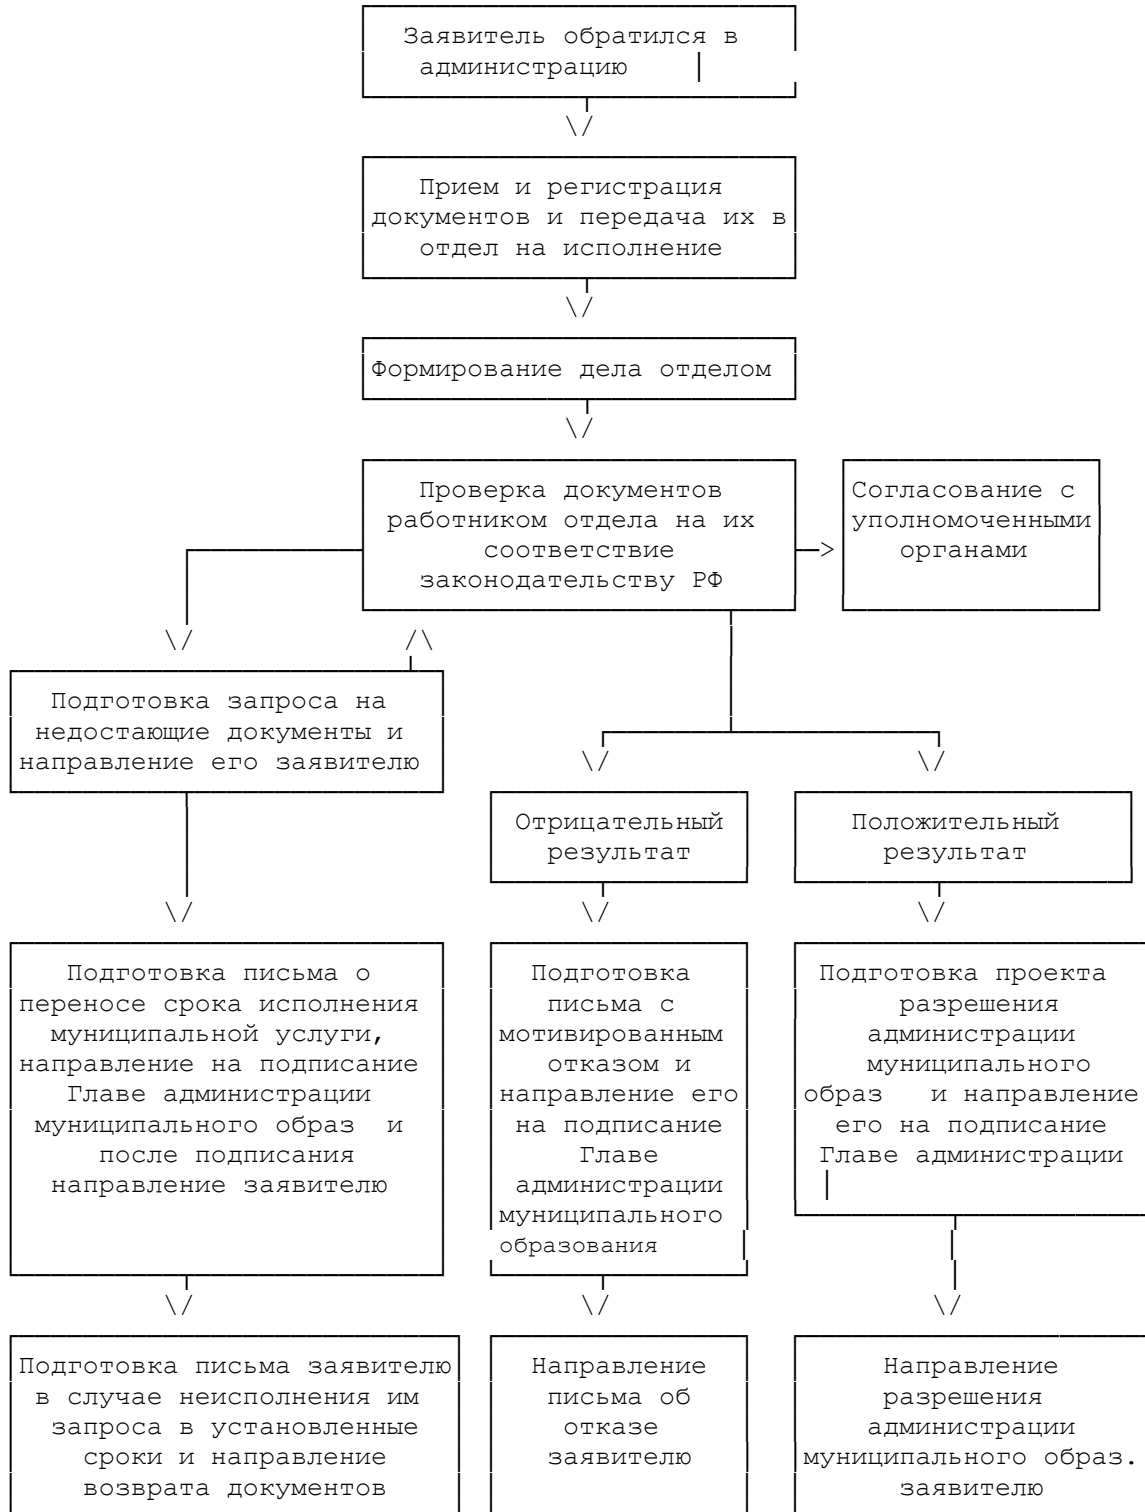 Заявитель обратился в
администрацию
Прием и регистрация
документов и передача их в
отдел на исполнение
Формирование дела отделом
Проверка документов
работником отдела на их
соответствие
законодательству РФ
Согласование с
уполномоченными
органами
Подготовка запроса на
недостающие документы и
направление его заявителю
Отрицательный
результат
Положительный
результат
Подготовка письма о
переносе срока исполнения
муниципальной услуги,
направление на подписание
Главе администрации
муниципального образ и
после подписания
направление заявителю
Подготовка
письма с
мотивированным
отказом и
направление его
на подписание
Главе
администрации
муниципального
образования
Подготовка проекта
разрешения
администрации
муниципального
образ и направление
его на подписание
Главе администрации
Подготовка письма заявителю
в случае неисполнения им
запроса в установленные
сроки и направление
возврата документов
Направление
письма об
отказе
заявителю
Направление
разрешения
администрации
муниципального образ.
заявителю